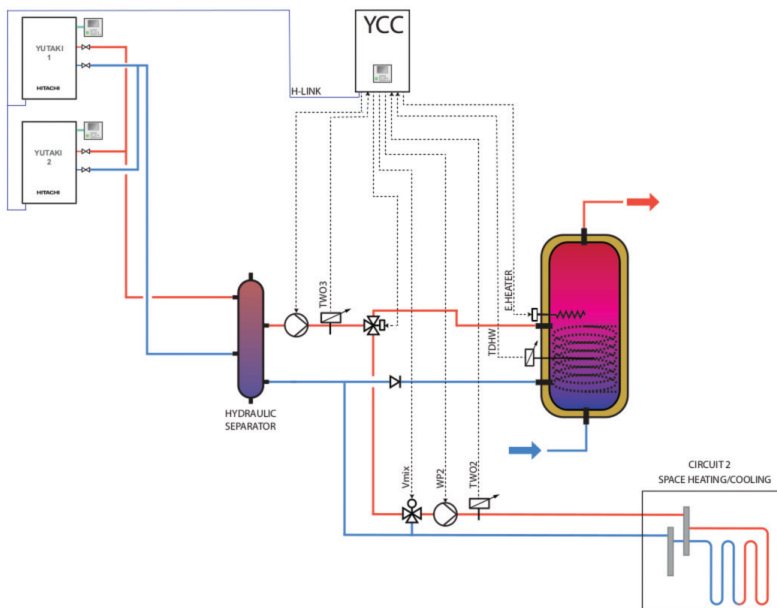 YCC
YUTAKI
1
HITACHI
H-LINK
YUTAKI
2
HITACHI
TWO3
E.HEATER
TDHW
HYDRAULIC
SEPARATOR
Vmix
WP2
TWO2
CIRCUIT 2
SPACE HEATING/COOLING